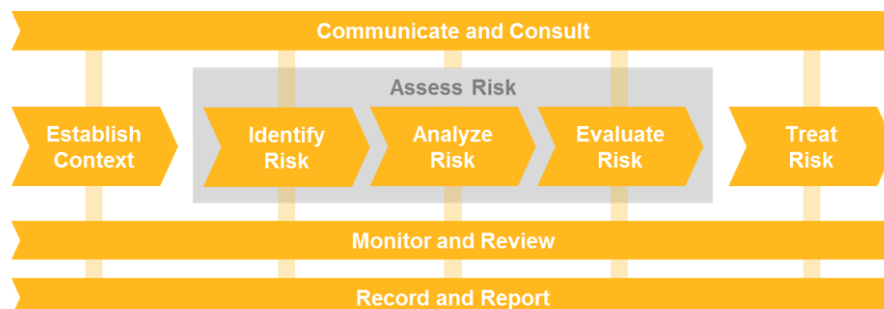 Communicate and Consult
Assess Risk
Establish
Context
Identify
Risk
Analyze
Risk
Evaluate
Risk
Treat
Risk
Monitor and Review
Record and Report